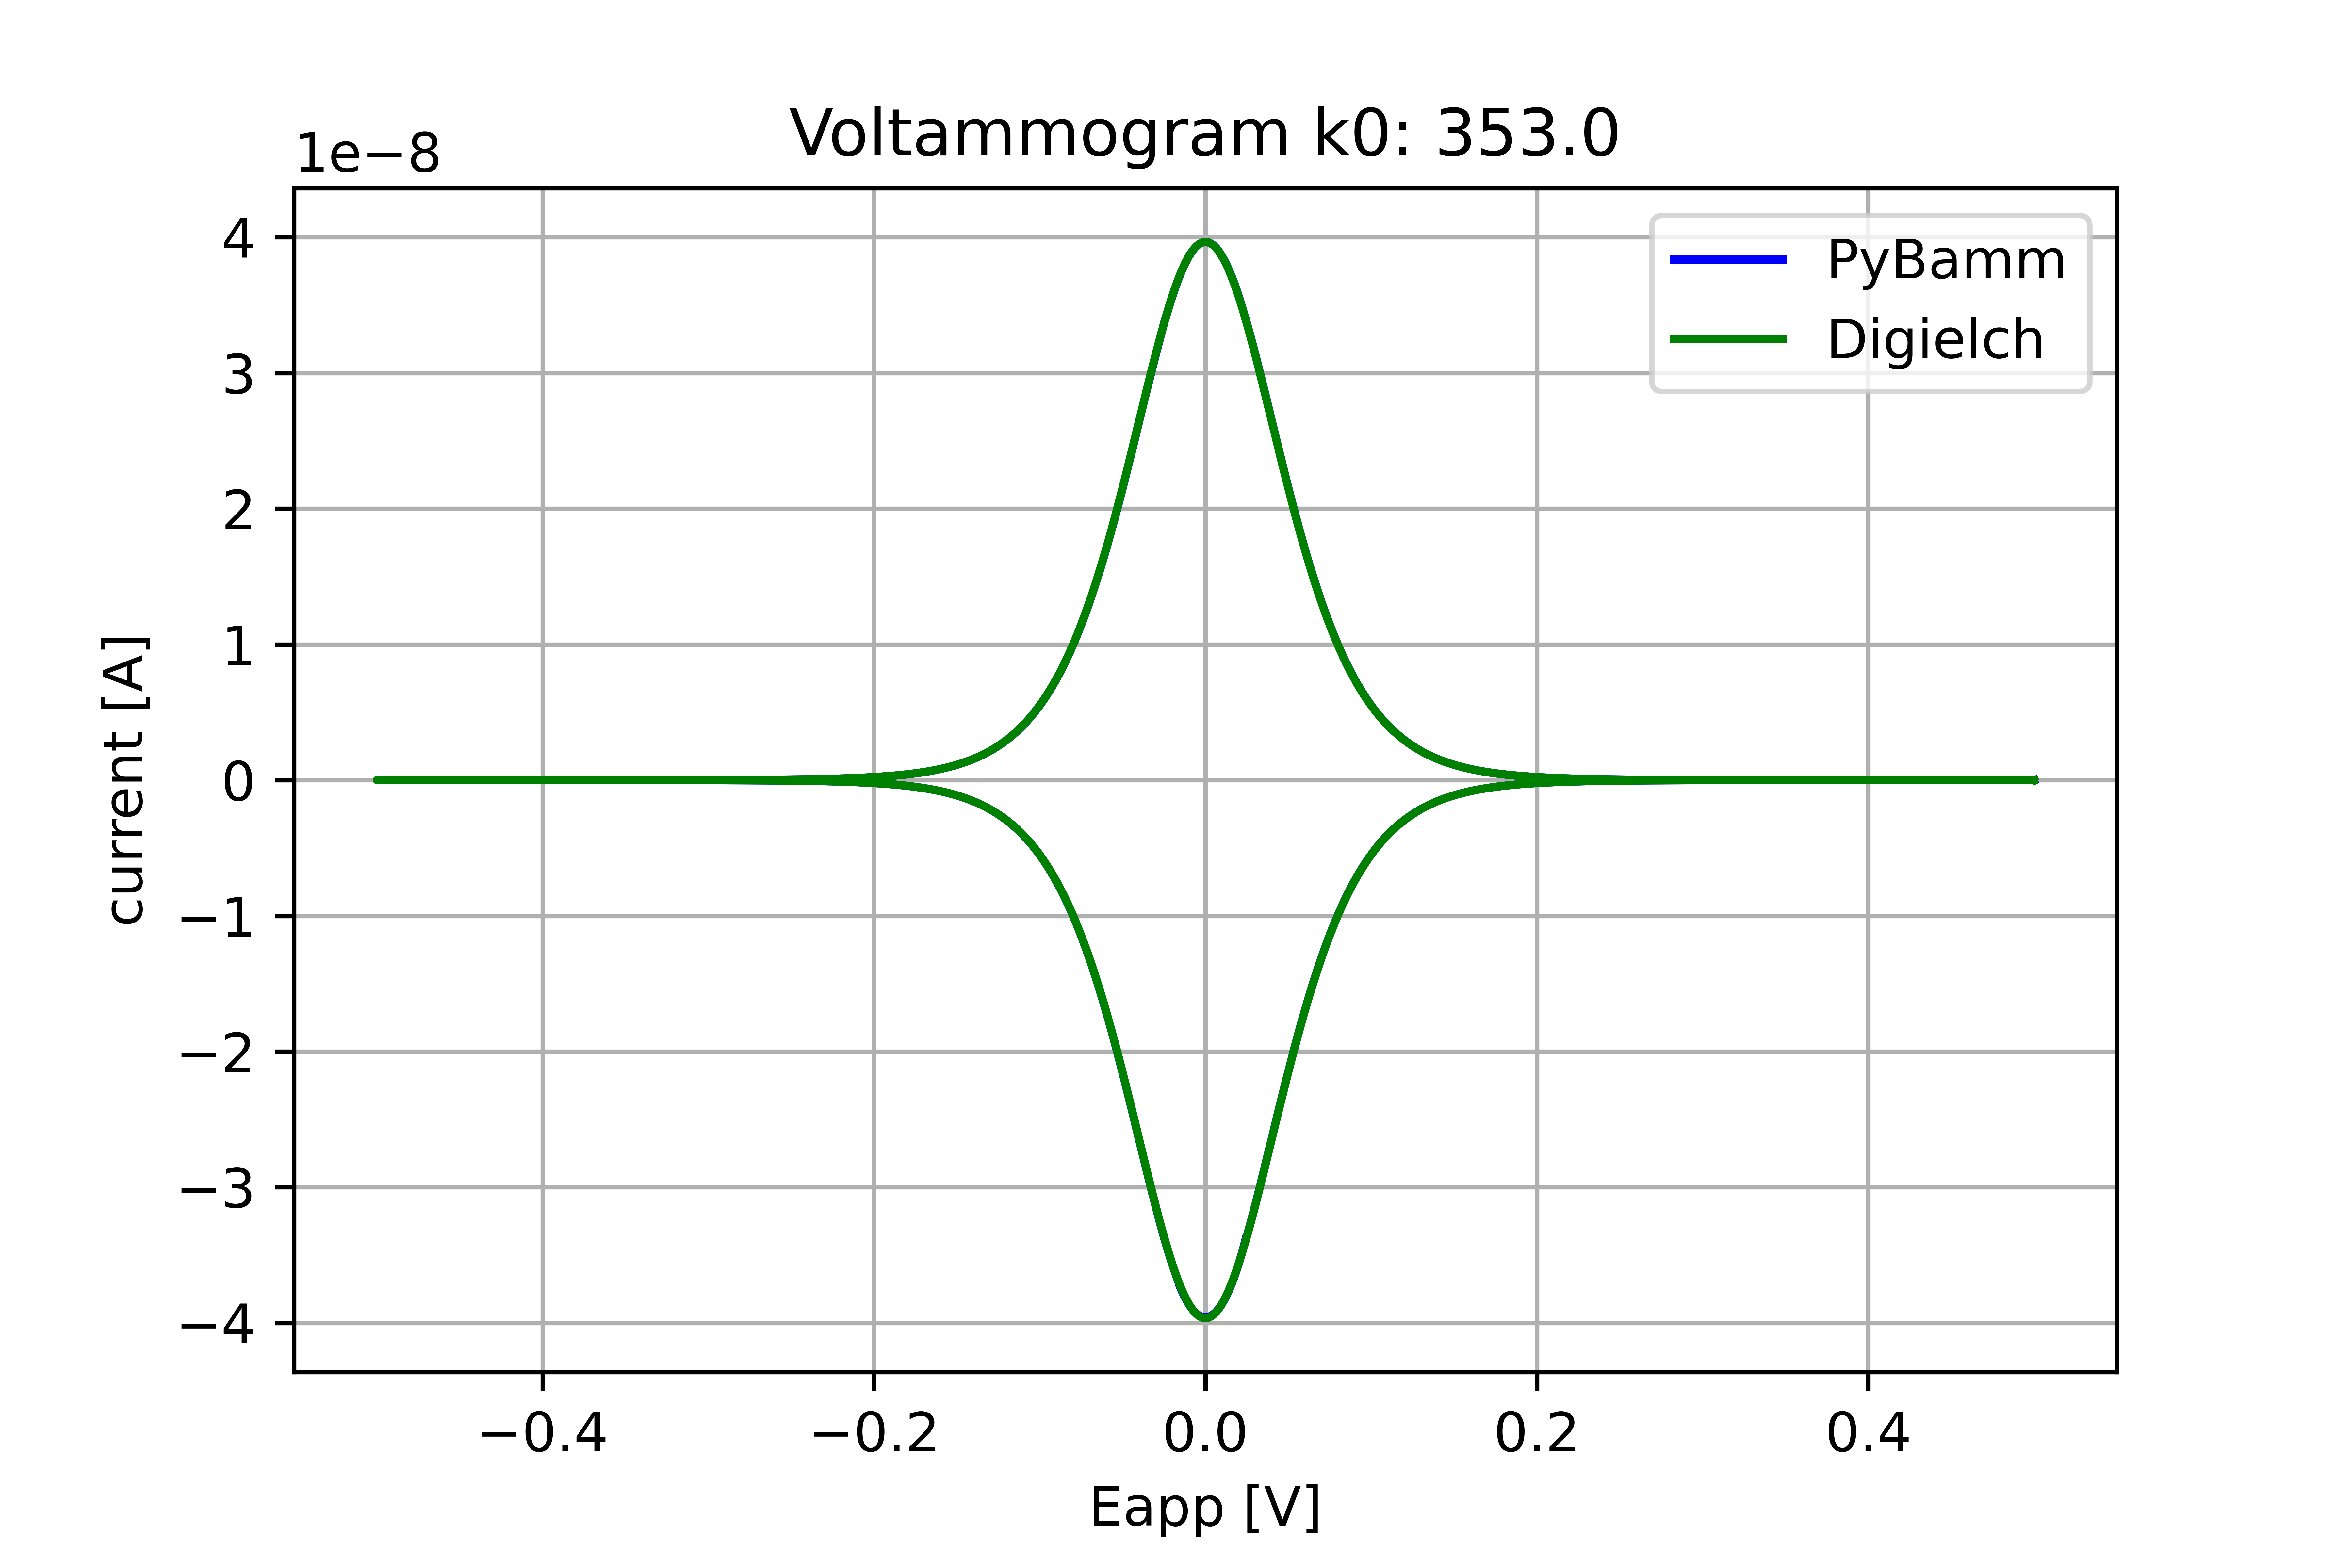 Voltammogram k0: 353.0
1e−8
4
3
2
1
0
−1
−2
−3
−4
current [A]
PyBamm
Digielch
−0.4
−0.2
0.0
0.2
0.4
Eapp [V]